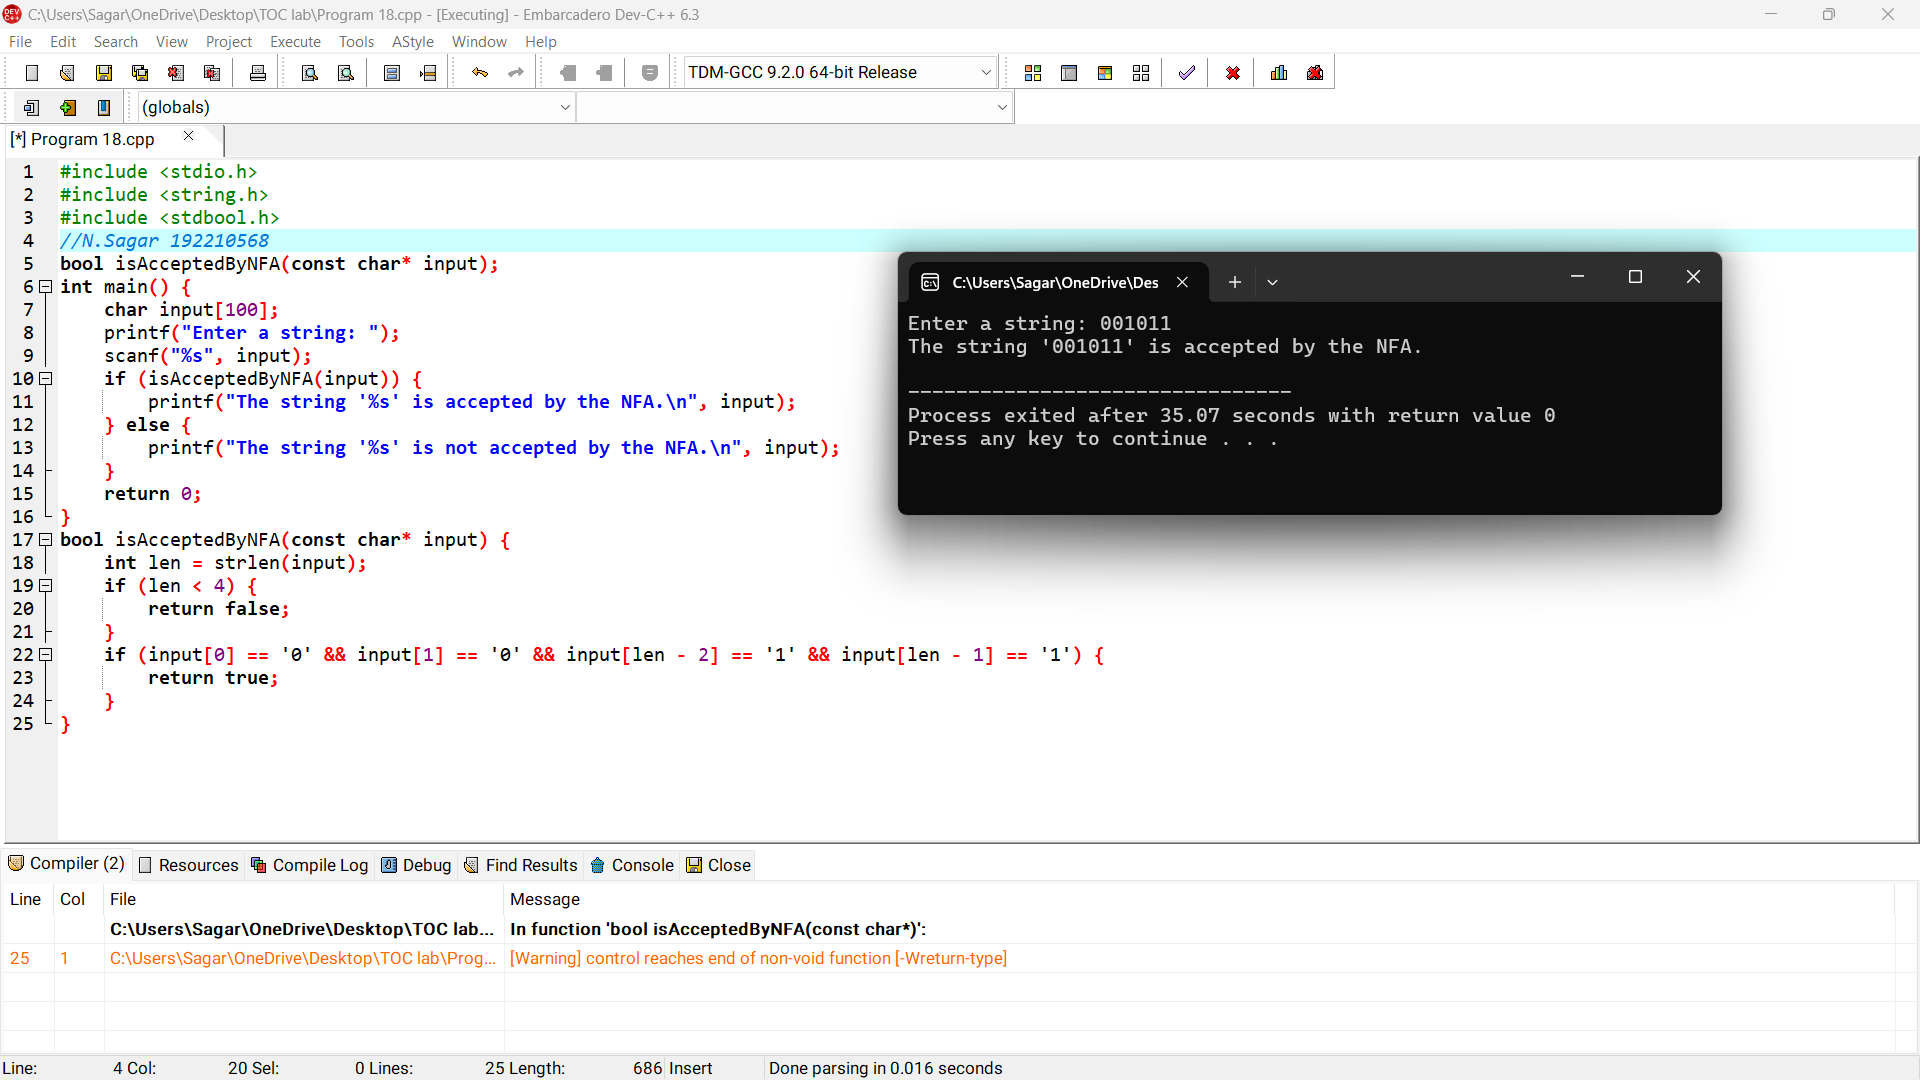 C:\Users\Sagar\OneDrive\Desktop\TOC lab\Program 18.cpp - [Executing] - Embarcadero Dev-C++ 6.3
File Edit Search View Project Execute Tools AStyle Window Help
TDM-GCC 9.2.0 64-bit Release
(globals)
[*] Program 18.cpp
1 #include <stdio.h>
2 #include <string.h>
3 #include <stdbool.h>
4 //N.Sagar 192210568
5 bool isAcceptedByNFA(const char* input);
6 int main() {
7 char input[100];
8 printf("Enter a string: ");
9 scanf("%s", input);
10 if (isAcceptedByNFA(input)) {
11 printf("The string '%s' is accepted by the NFA.\n", input);
12 } else {
13 printf("The string '%s' is not accepted by the NFA.\n", input);
14 }
15 return 0;
16 }
17 bool isAcceptedByNFA(const char* input) {
18 int len = strlen(input);
19 if (len < 4) {
20 return false;
21 }
22 if (input[0] == '0' && input[1] == '0' && input[len - 2] == '1' && input[len - 1] == '1') {
23 return true;
24 }
25 }
C:\Users\Sagar\OneDrive\Des
Enter a string: 001011
The string '001011' is accepted by the NFA.
--------------------------------
Process exited after 35.07 seconds with return value 0
Press any key to continue . . .
Compiler (2) Resources Compile Log Debug Find Results Console Close
Line Col File Message
C:\Users\Sagar\OneDrive\Desktop\TOC lab... In function 'bool isAcceptedByNFA(const char*)':
25 1 C:\Users\Sagar\OneDrive\Desktop\TOC lab\Prog... [Warning] control reaches end of non-void function [-Wreturn-type]
Line: 4 Col: 20 Sel: 0 Lines: 25 Length: 686 Insert Done parsing in 0.016 seconds